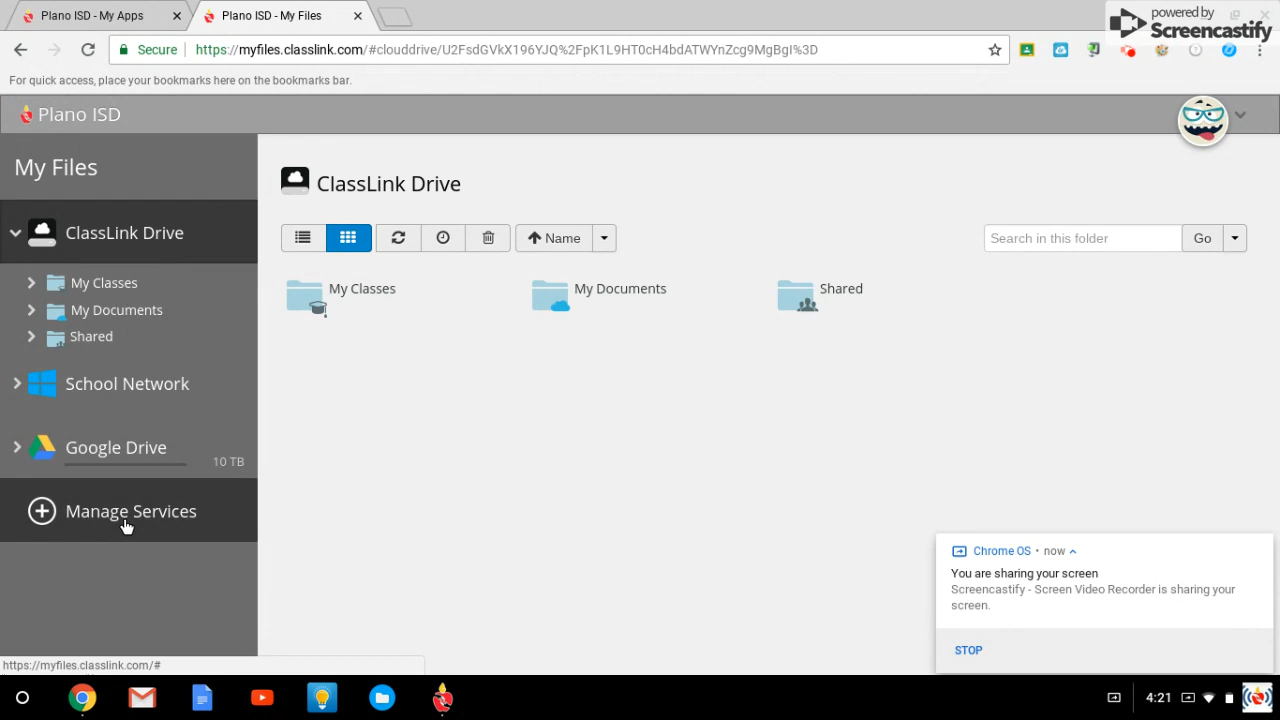 Plano ISD - My Apps
Plano ISD - My Files
powered by
Screencastify
Secure
https://myfiles.classlink.com/#clouddrive/U2FsdGVkX196YJQ%2FpK1L9HT0cH4bdATWYnZcg9MgBgI%3D
For quick access, place your bookmarks here on the bookmarks bar.
Plano ISD
My Files
ClassLink Drive
My Classes
My Documents
Shared
School Network
Google Drive
10 TB
Manage Services
ClassLink Drive
Name
Search in this folder
Go
My Classes
My Documents
Shared
Chrome OS • now
You are sharing your screen
Screencastify - Screen Video Recorder is sharing your
screen.
STOP
https://myfiles.classlink.com/#
4:21